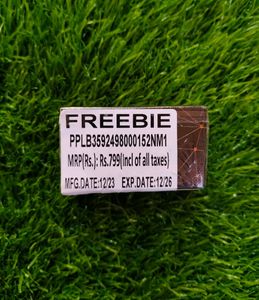 FREEBIE
PPLB3592498000152NM1
MRP(Rs.): Rs.799(incl of all taxes)
MFG.DATE:12/23 EXP.DATE:12/26